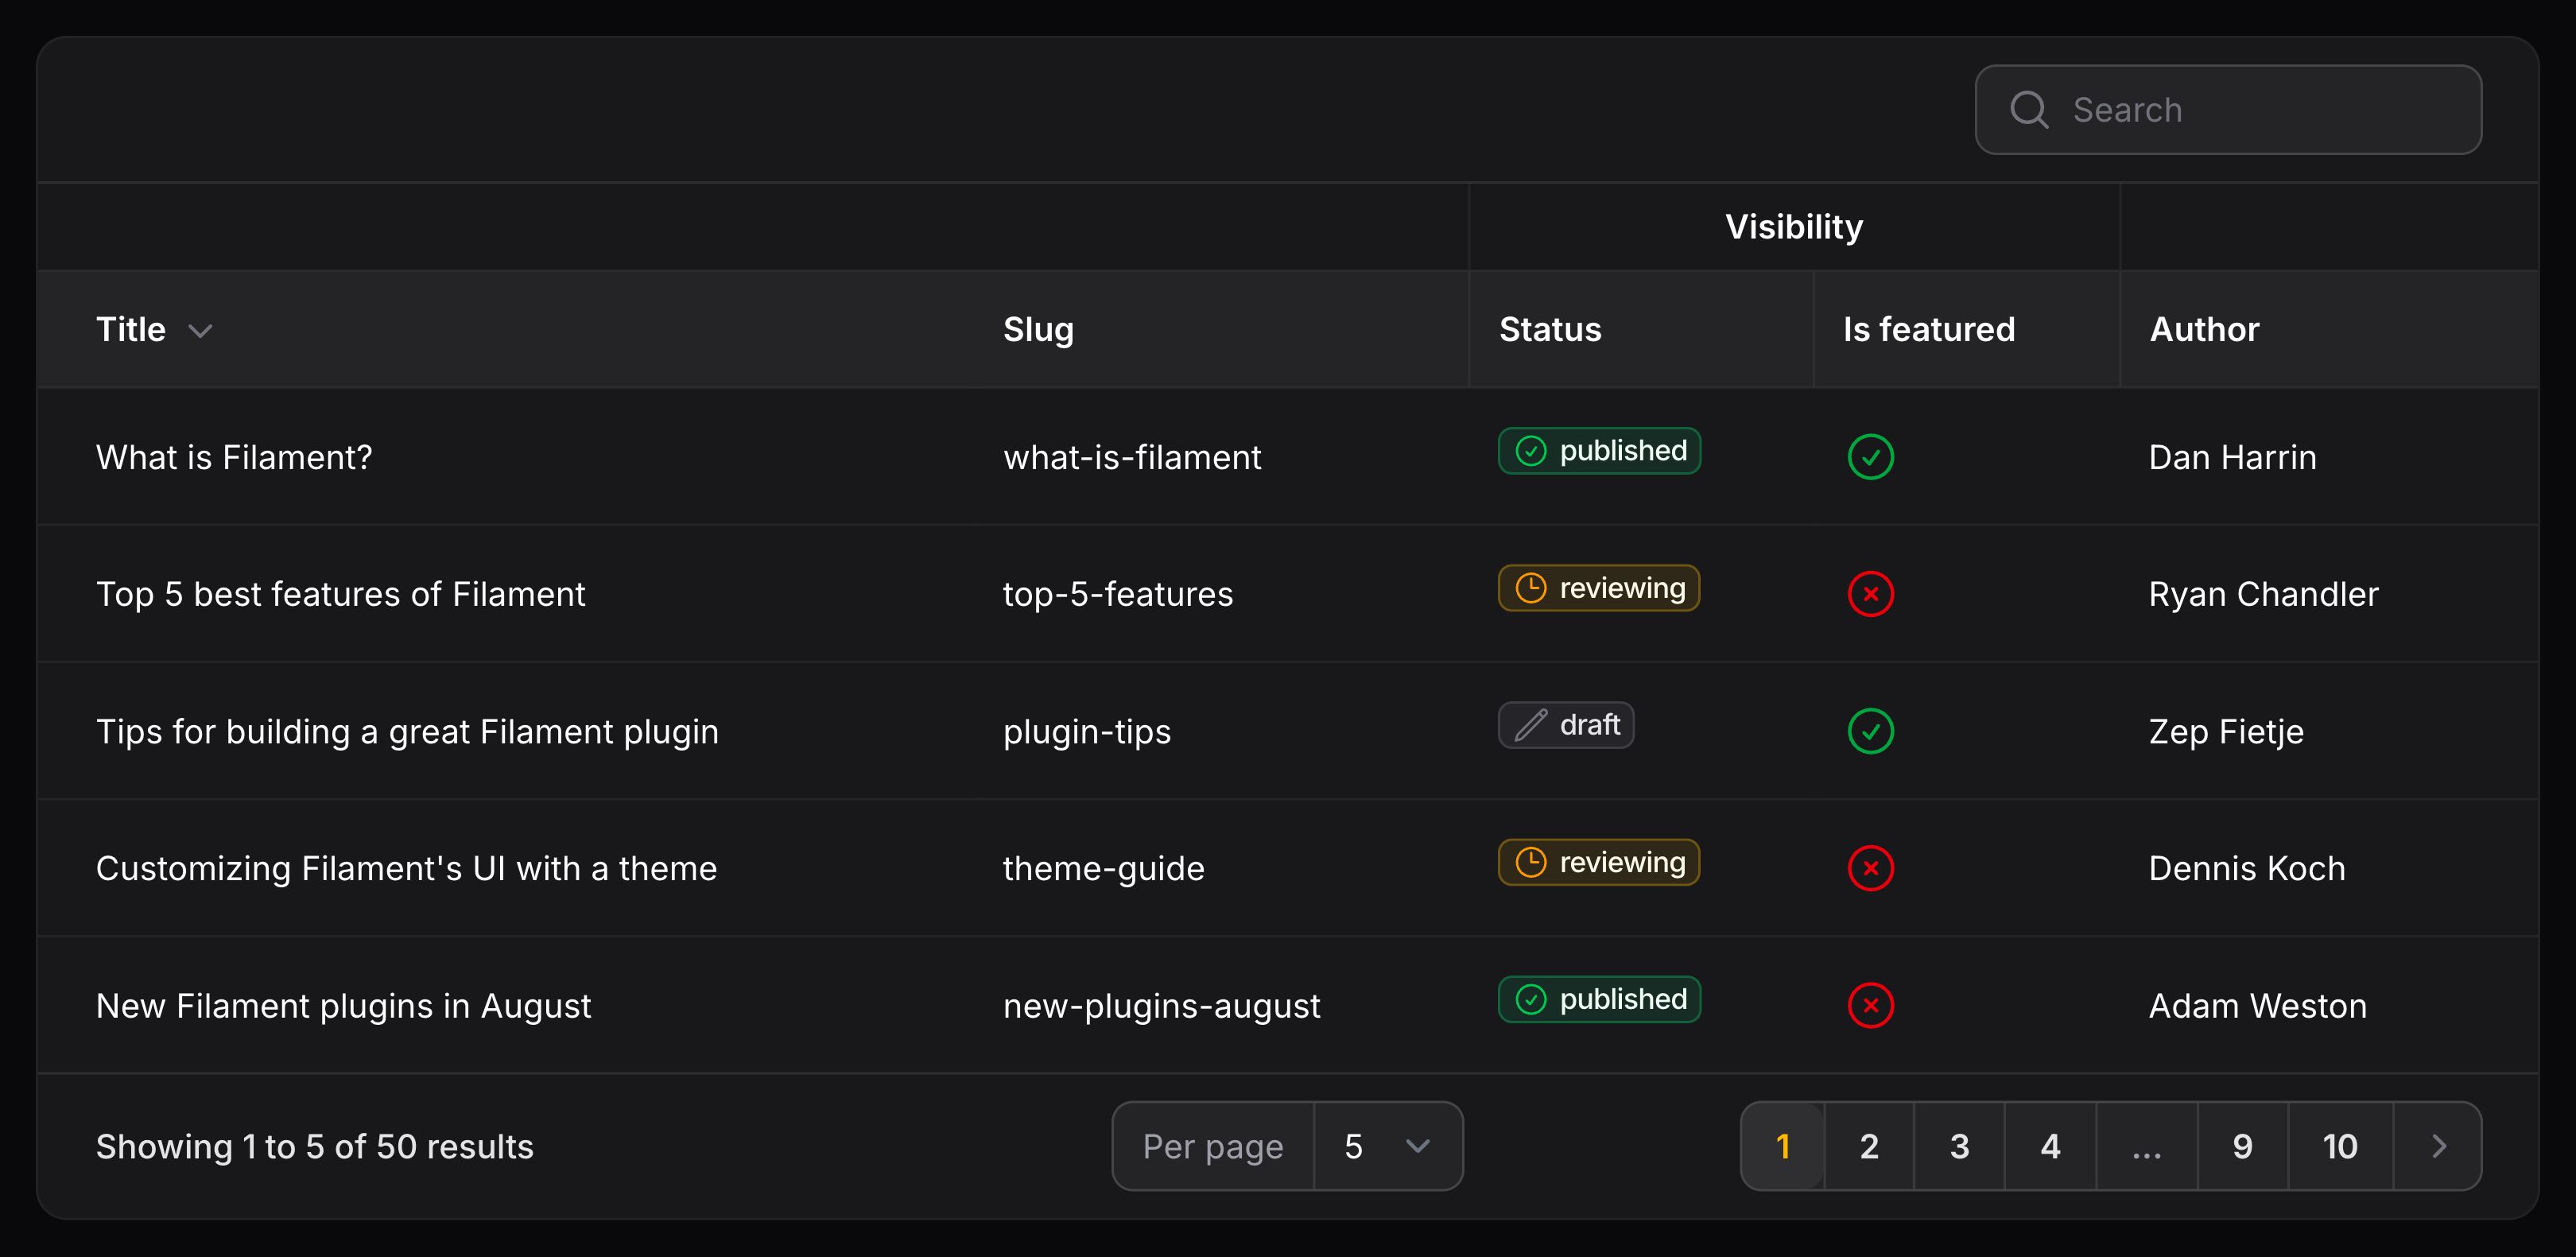 Search
Visibility
Title Slug Status Is featured Author
What is Filament? what-is-filament published Dan Harrin
Top 5 best features of Filament top-5-features reviewing Ryan Chandler
Tips for building a great Filament plugin plugin-tips draft Zep Fietje
Customizing Filament's UI with a theme theme-guide reviewing Dennis Koch
New Filament plugins in August new-plugins-august published Adam Weston
Showing 1 to 5 of 50 results Per page 5 1 2 3 4 ... 9 10